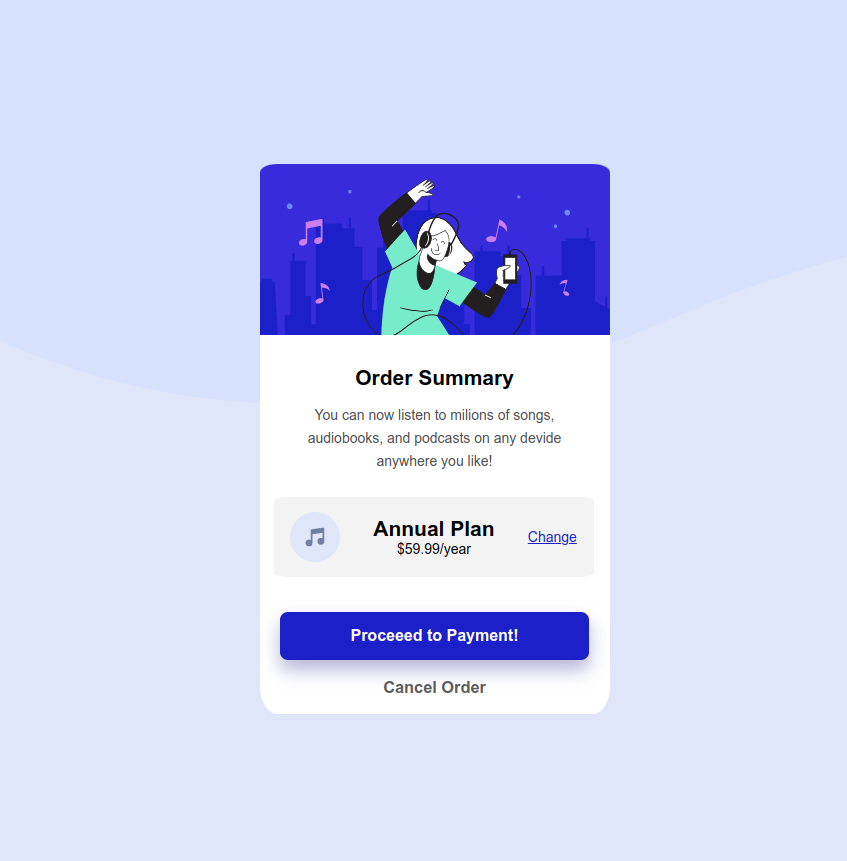 Order Summary
You can now listen to milions of songs,
audiobooks, and podcasts on any devide
anywhere you like!
Annual Plan
$59.99/year
Change
Proceeed to Payment!
Cancel Order